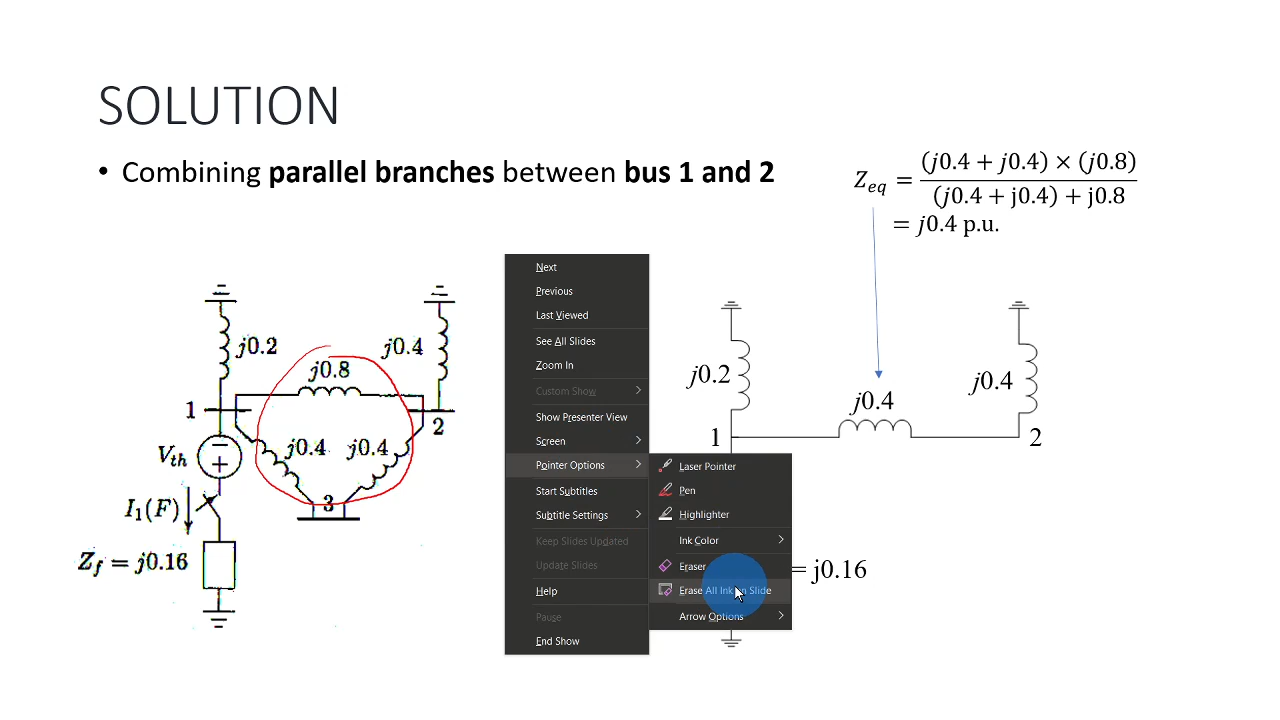 SOLUTION
• Combining parallel branches between bus 1 and 2
Z_eq = (j0.4 + j0.4) × (j0.8) / (j0.4 + j0.4) + j0.8
= j0.4 p.u.
j0.2
j0.4
j0.8
1
2
j0.4
j0.4
V_th
−
+
3
I_1(F)
Z_f = j0.16
Next
Previous
Last Viewed
See All Slides
Zoom In
Custom Show
Show Presenter View
Screen
Pointer Options
Start Subtitles
Subtitle Settings
Keep Slides Updated
Update Slides
Help
Pause
End Show
Laser Pointer
Pen
Highlighter
Ink Color
Eraser
Erase All Ink on Slide
Arrow Options
j0.2
j0.4
j0.4
1
2
= j0.16